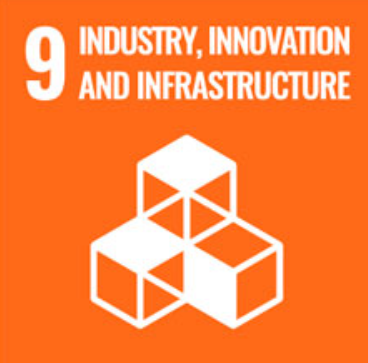 9 INDUSTRY, INNOVATION
AND INFRASTRUCTURE